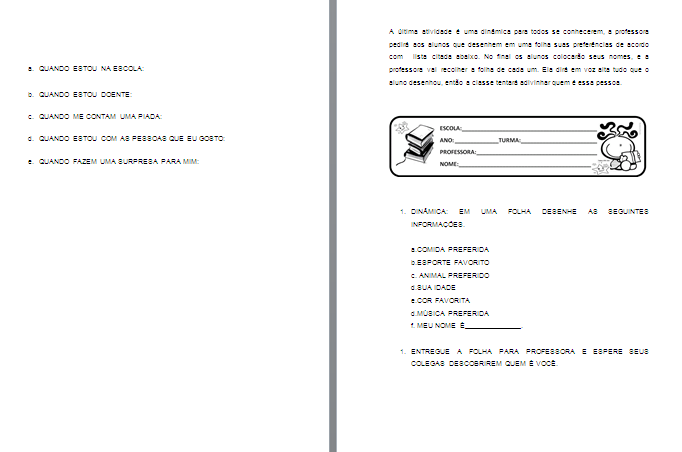 a. QUANDO ESTOU NA ESCOLA:
b. QUANDO ESTOU DOENTE:
c. QUANDO ME CONTAM UMA PIADA:
d. QUANDO ESTOU COM AS PESSOAS QUE EU GOSTO:
e. QUANDO FAZEM UMA SURPRESA PARA MIM:
A última atividade é uma dinâmica para todos se conhecerem, a professora
pedirá aos alunos que desenhem em uma folha suas preferências de acordo
com lista citada abaixo. No final os alunos colocarão seus nomes, e a
professora vai recolher a folha de cada um. Ela dirá em voz alta tudo que o
aluno desenhou, então a classe tentará adivinhar quem é essa pessoa.
ESCOLA:
ANO: TURMA:
PROFESSORA:
NOME:
1. DINÂMICA: EM UMA FOLHA DESENHE AS SEGUINTES
INFORMAÇÕES.
a.COMIDA PREFERIDA
b.ESPORTE FAVORITO
c. ANIMAL PREFERIDO
d.SUA IDADE
e.COR FAVORITA
d.MÚSICA PREFERIDA
f. MEU NOME É
1. ENTREGUE A FOLHA PARA PROFESSORA E ESPERE SEUS
COLEGAS DESCOBRIREM QUEM É VOCÊ.